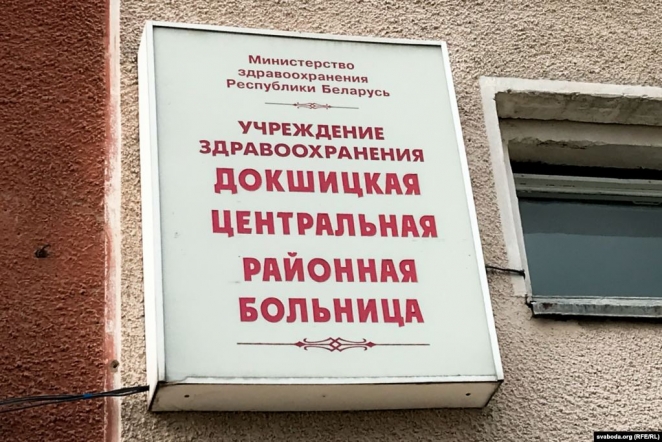 Министерство
здравоохранения
Республики Беларусь
УЧРЕЖДЕНИЕ
ЗДРАВООХРАНЕНИЯ
ДОКШИЦКАЯ
ЦЕНТРАЛЬНАЯ
РАЙОННАЯ
БОЛЬНИЦА
svaboda.org (RFE/RL)